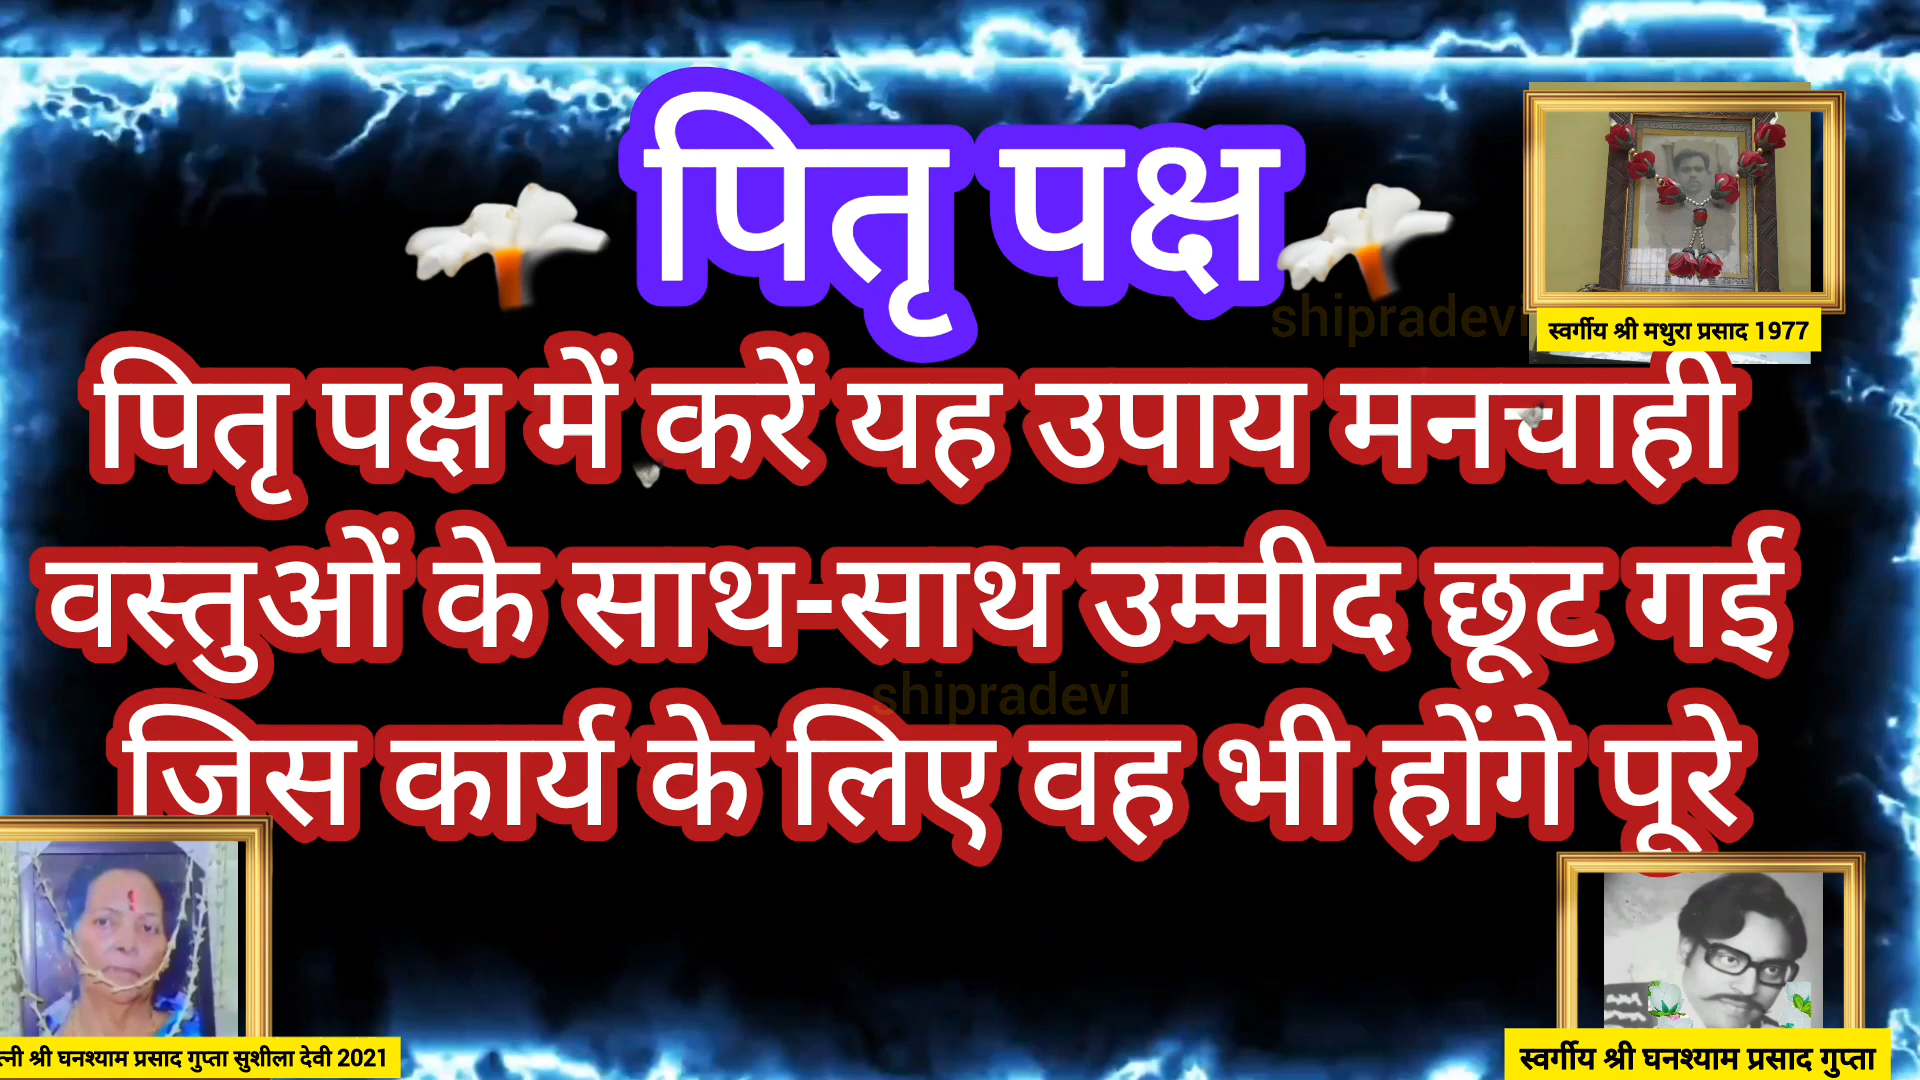 पितृ पक्ष
shipradevi
स्वर्गीय श्री मथुरा प्रसाद 1977
पितृ पक्ष में करें यह उपाय मनचाही
वस्तुओं के साथ-साथ उम्मीद छूट गई
shipradevi
जिस कार्य के लिए वह भी होंगे पूरे
श्री घनश्याम प्रसाद गुप्ता सुशीला देवी 2021
स्वर्गीय श्री घनश्याम प्रसाद गुप्ता